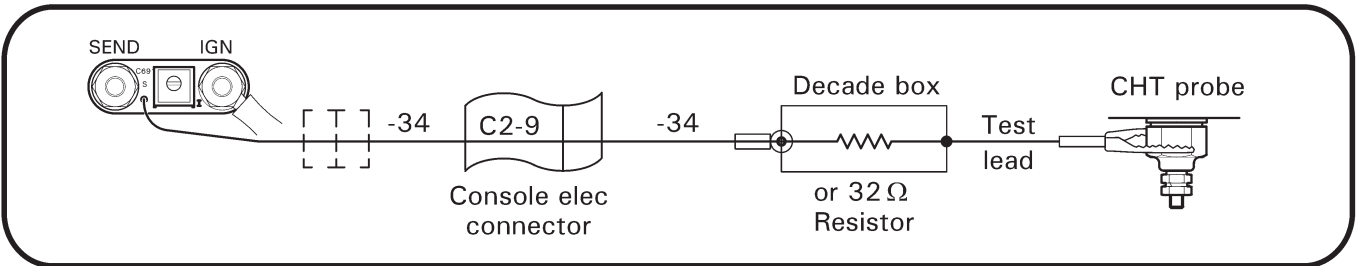 SEND
IGN
C69
S
I
-34
C2-9
-34
Console elec
connector
Decade box
or 32 Ω
Resistor
Test
lead
CHT probe